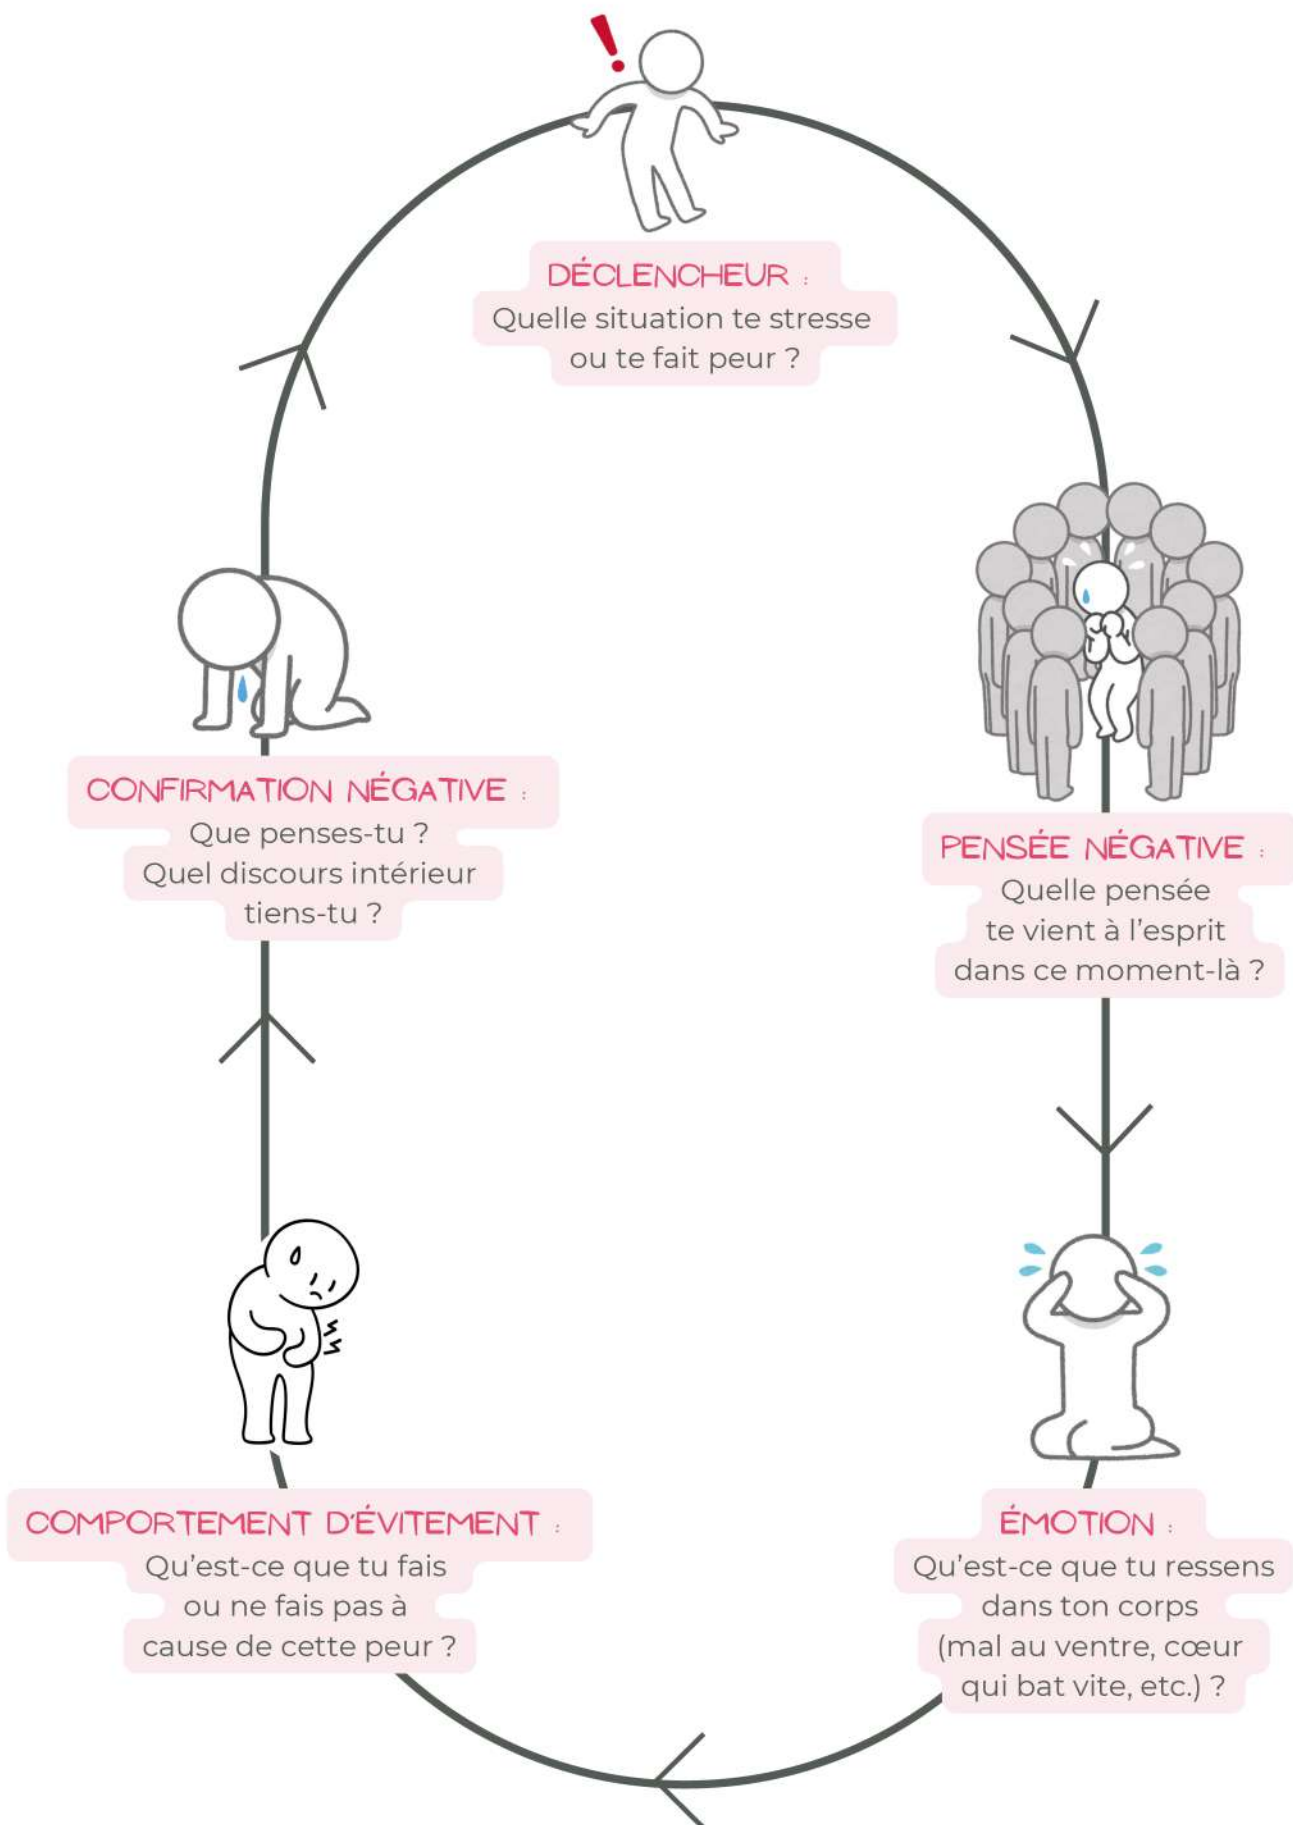 DÉCLENCHEUR :
Quelle situation te stresse
ou te fait peur ?
PENSÉE NÉGATIVE :
Quelle pensée
te vient à l'esprit
dans ce moment-là ?
ÉMOTION :
Qu'est-ce que tu ressens
dans ton corps
(mal au ventre, cœur
qui bat vite, etc.) ?
COMPORTEMENT D'ÉVITEMENT :
Qu'est-ce que tu fais
ou ne fais pas à
cause de cette peur ?
CONFIRMATION NÉGATIVE :
Que penses-tu ?
Quel discours intérieur
tiens-tu ?